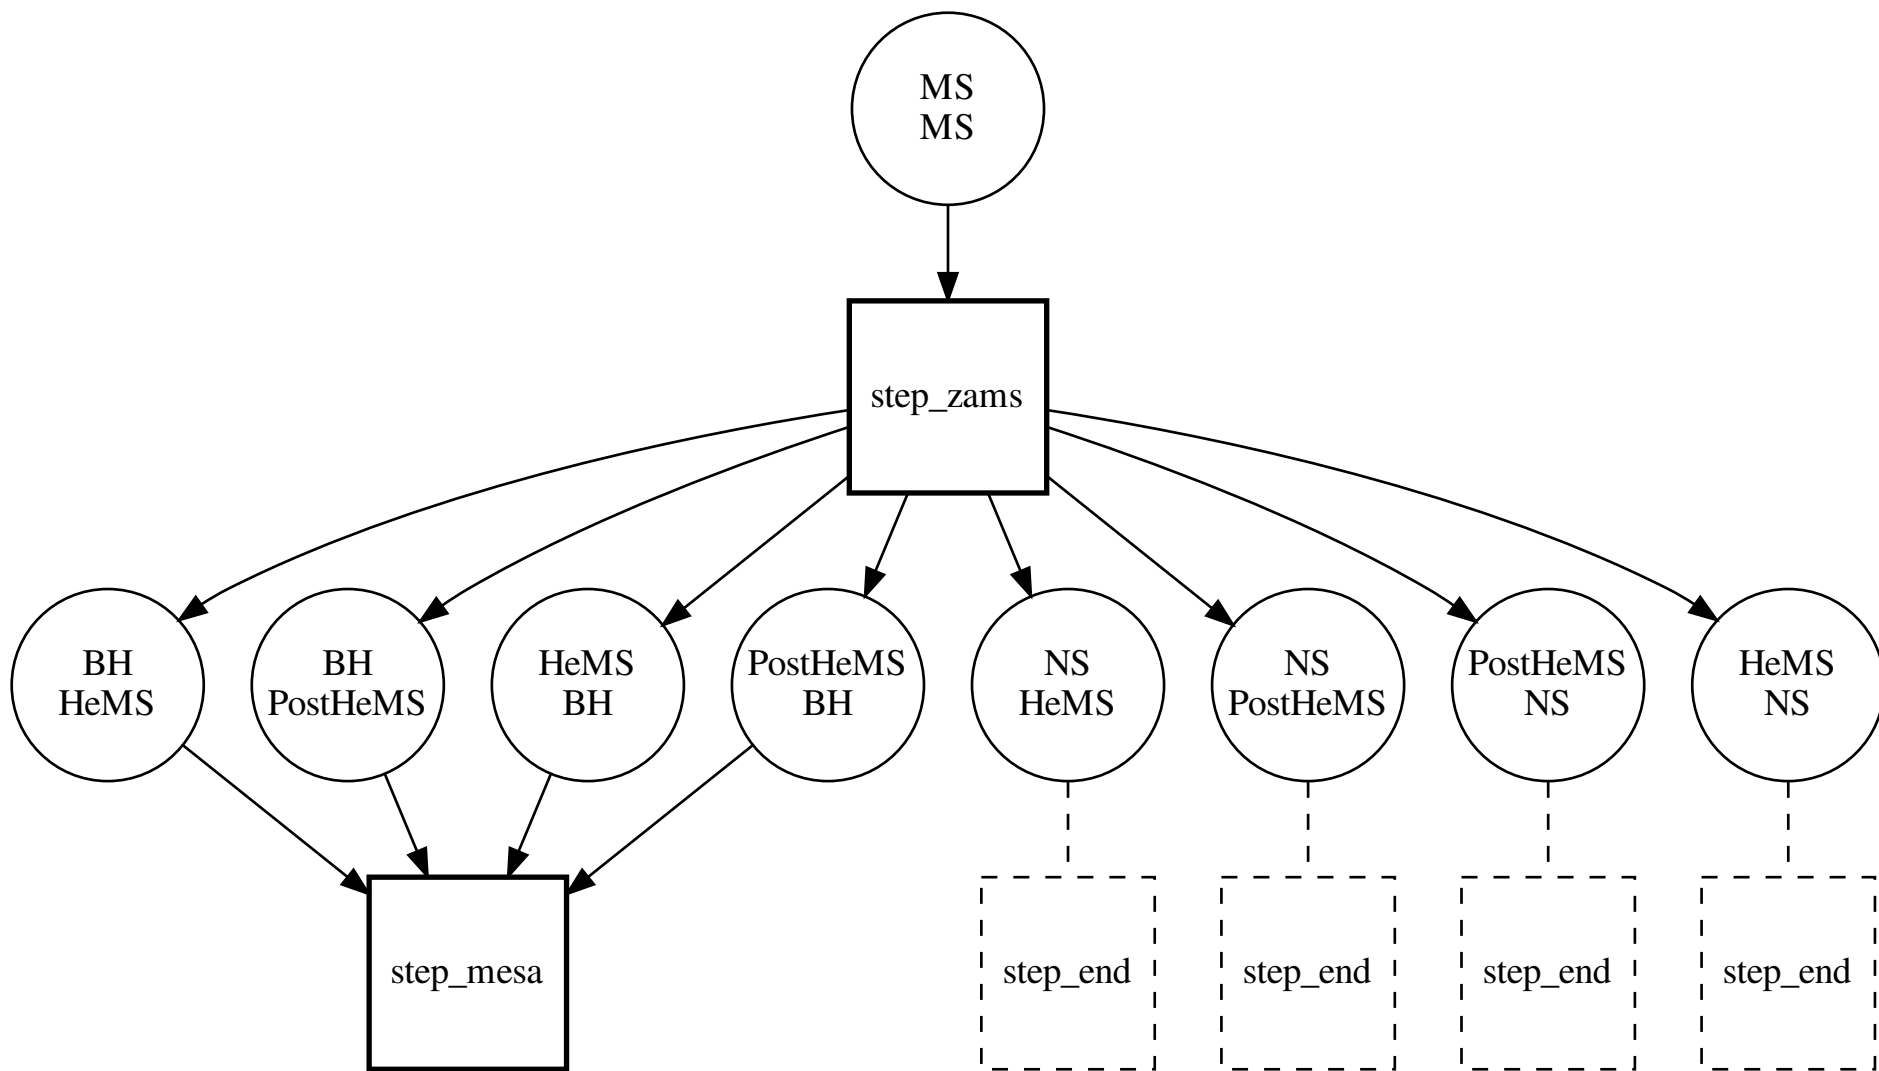 MS
MS
step_zams
BH
HeMS
BH
PostHeMS
HeMS
BH
PostHeMS
BH
NS
HeMS
NS
PostHeMS
PostHeMS
NS
HeMS
NS
step_mesa
step_end
step_end
step_end
step_end